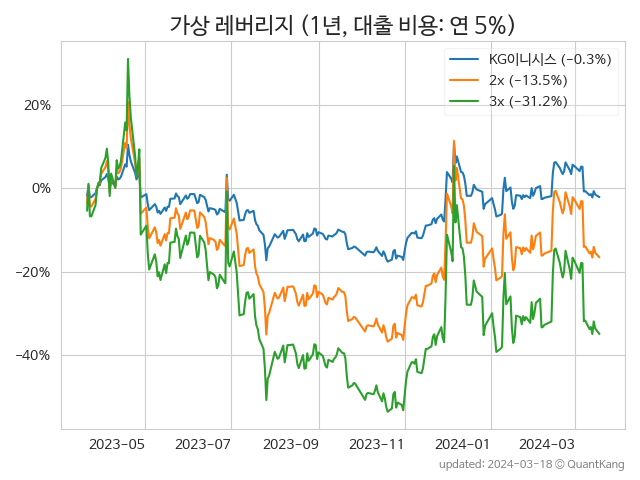 가상 레버리지 (1년, 대출 비용: 연 5%)
KG이니시스 (−0.3%)
2x (−13.5%)
3x (−31.2%)
20%
0%
−20%
−40%
2023-05 2023-07 2023-09 2023-11 2024-01 2024-03
updated: 2024-03-18 © QuantKang